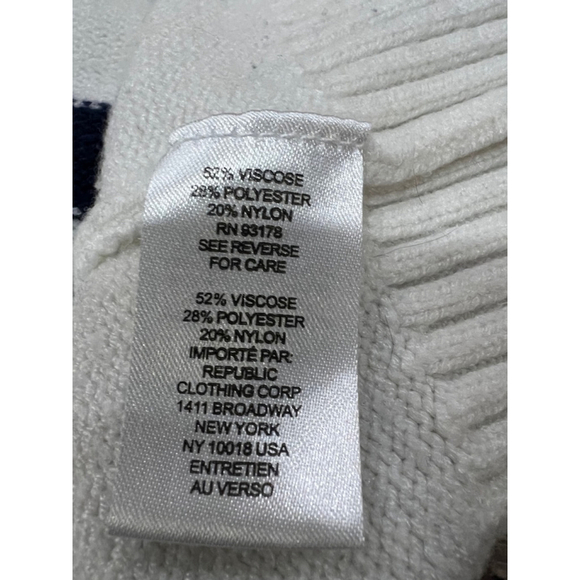 52% VISCOSE
28% POLYESTER
20% NYLON
RN 93178
SEE REVERSE
FOR CARE
52% VISCOSE
28% POLYESTER
20% NYLON
IMPORTÉ PAR:
REPUBLIC
CLOTHING CORP
1411 BROADWAY
NEW YORK
NY 10018 USA
ENTRETIEN
AU VERSO